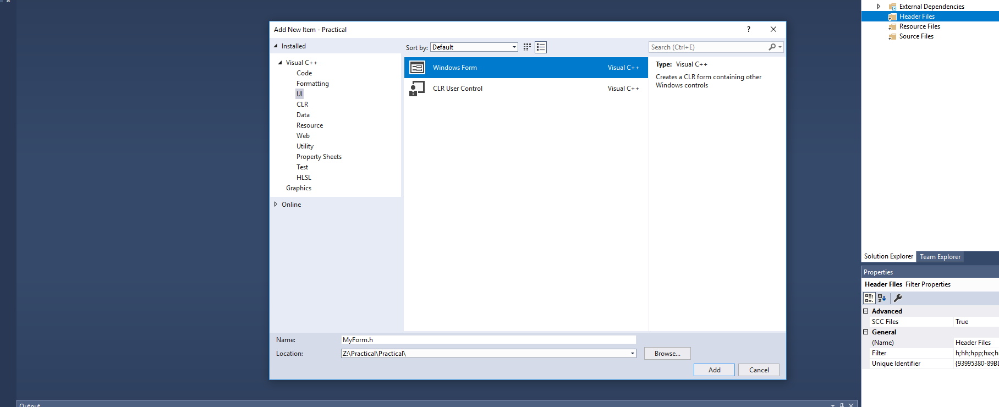 External Dependencies
Header Files
Resource Files
Source Files
Add New Item - Practical
?
Installed
Visual C++
Code
Formatting
UI
CLR
Data
Resource
Web
Utility
Property Sheets
Test
HLSL
Graphics
Online
Sort by:
Default
Search (Ctrl+E)
Windows Form Visual C++
CLR User Control Visual C++
Type: Visual C++
Creates a CLR form containing other
Windows controls
Name: MyForm.h
Location: Z:\Practical\Practical\
Browse...
Add Cancel
Solution Explorer Team Explorer
Properties
Header Files Filter Properties
Advanced
SCC Files True
General
(Name) Header Files
Filter h;hh;hpp;hxx;h
Unique Identifier {93995380-89BD
Output